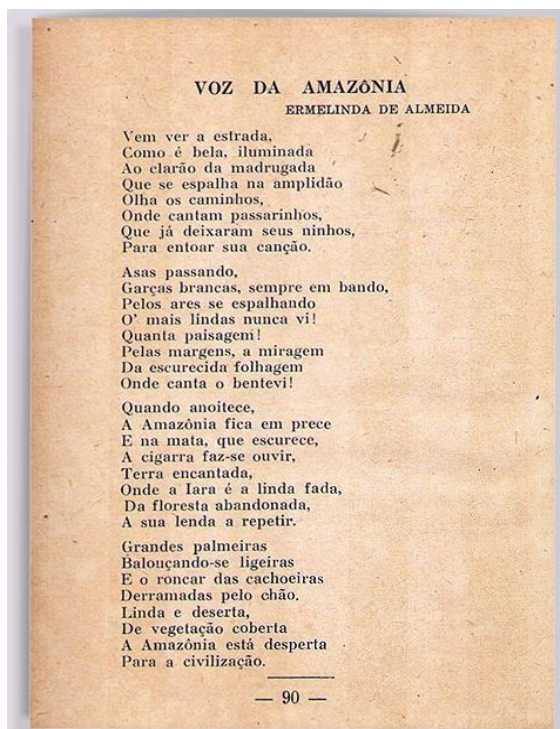 VOZ DA AMAZÔNIA
ERMELINDA DE ALMEIDA
Vem ver a estrada,
Como é bela, iluminada
Ao clarão da madrugada
Que se espalha na amplidão
Olha os caminhos,
Onde cantam passarinhos,
Que já deixaram seus ninhos,
Para entoar sua canção.
Asas passando,
Garças brancas, sempre em bando,
Pelos ares se espalhando
O' mais lindas nunca vi!
Quanta paisagem!
Pelas margens, a miragem
Da escurecida folhagem
Onde canta o bentevi!
Quando anoitece,
A Amazônia fica em prece
E na mata, que escurece,
A cigarra faz-se ouvir,
Terra encantada,
Onde a Iara é a linda fada,
Da floresta abandonada,
A sua lenda a repetir.
Grandes palmeiras
Balouçando-se ligeiras
E o roncar das cachoeiras
Derramadas pelo chão.
Linda e deserta,
De vegetação coberta
A Amazônia está desperta
Para a civilização.
— 90 —